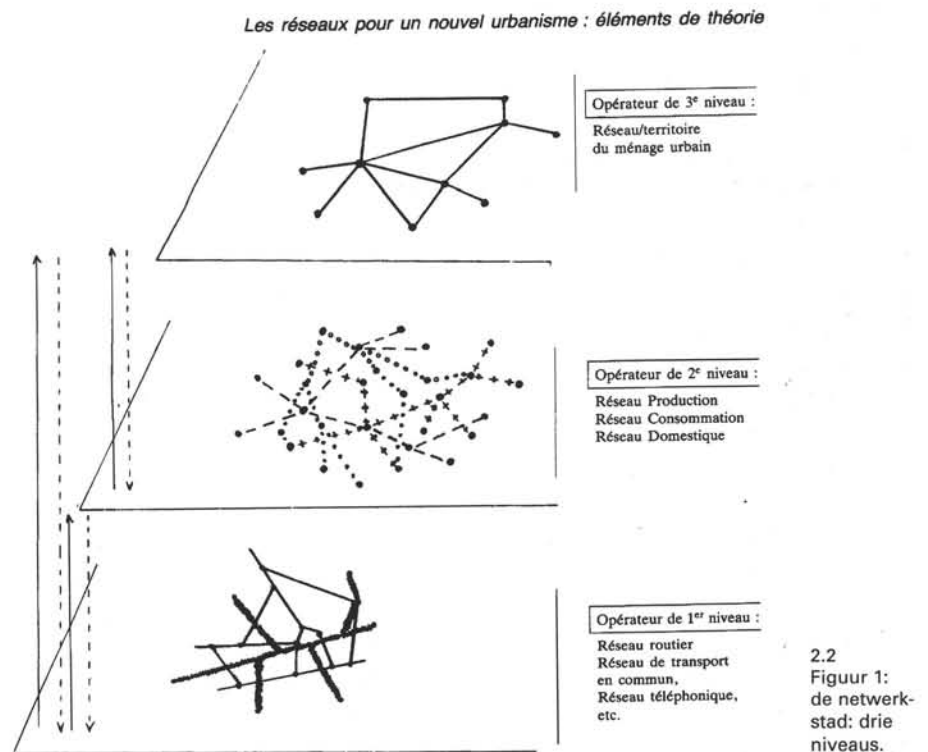 Les réseaux pour un nouvel urbanisme : éléments de théorie
Opérateur de 3e niveau :
Réseau/territoire
du ménage urbain
Opérateur de 2e niveau :
Réseau Production
Réseau Consommation
Réseau Domestique
Opérateur de 1er niveau :
Réseau routier
Réseau de transport
en commun,
Réseau téléphonique,
etc.
2.2
Figuur 1:
de netwerk-
stad: drie
niveaus.